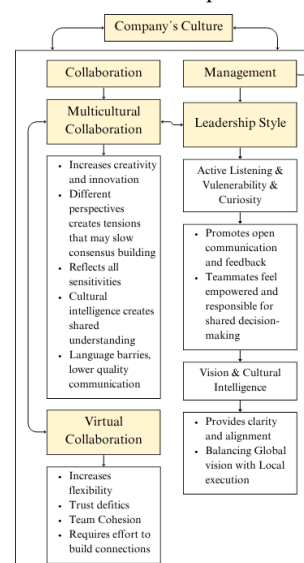 Company´s Culture
Collaboration
Multicultural
Collaboration
Increases creativity
and innovation
Different
perspectives
creates tensions
that may slow
consensus building
Reflects all
sensitivities
Cultural
intelligence creates
shared
understanding
Language barries,
lower quality
communication
Virtual
Collaboration
Increases
flexibility
Trust defitics
Team Cohesion
Requires effort to
build connections
Management
Leadership Style
Active Listening &
Vulenerability &
Curiosity
Promotes open
communication
and feedback
Teammates feel
empowered and
responsible for
shared decision-
making
Vision & Cultural
Intelligence
Provides clarity
and alignment
Balancing Global
vision with Local
execution